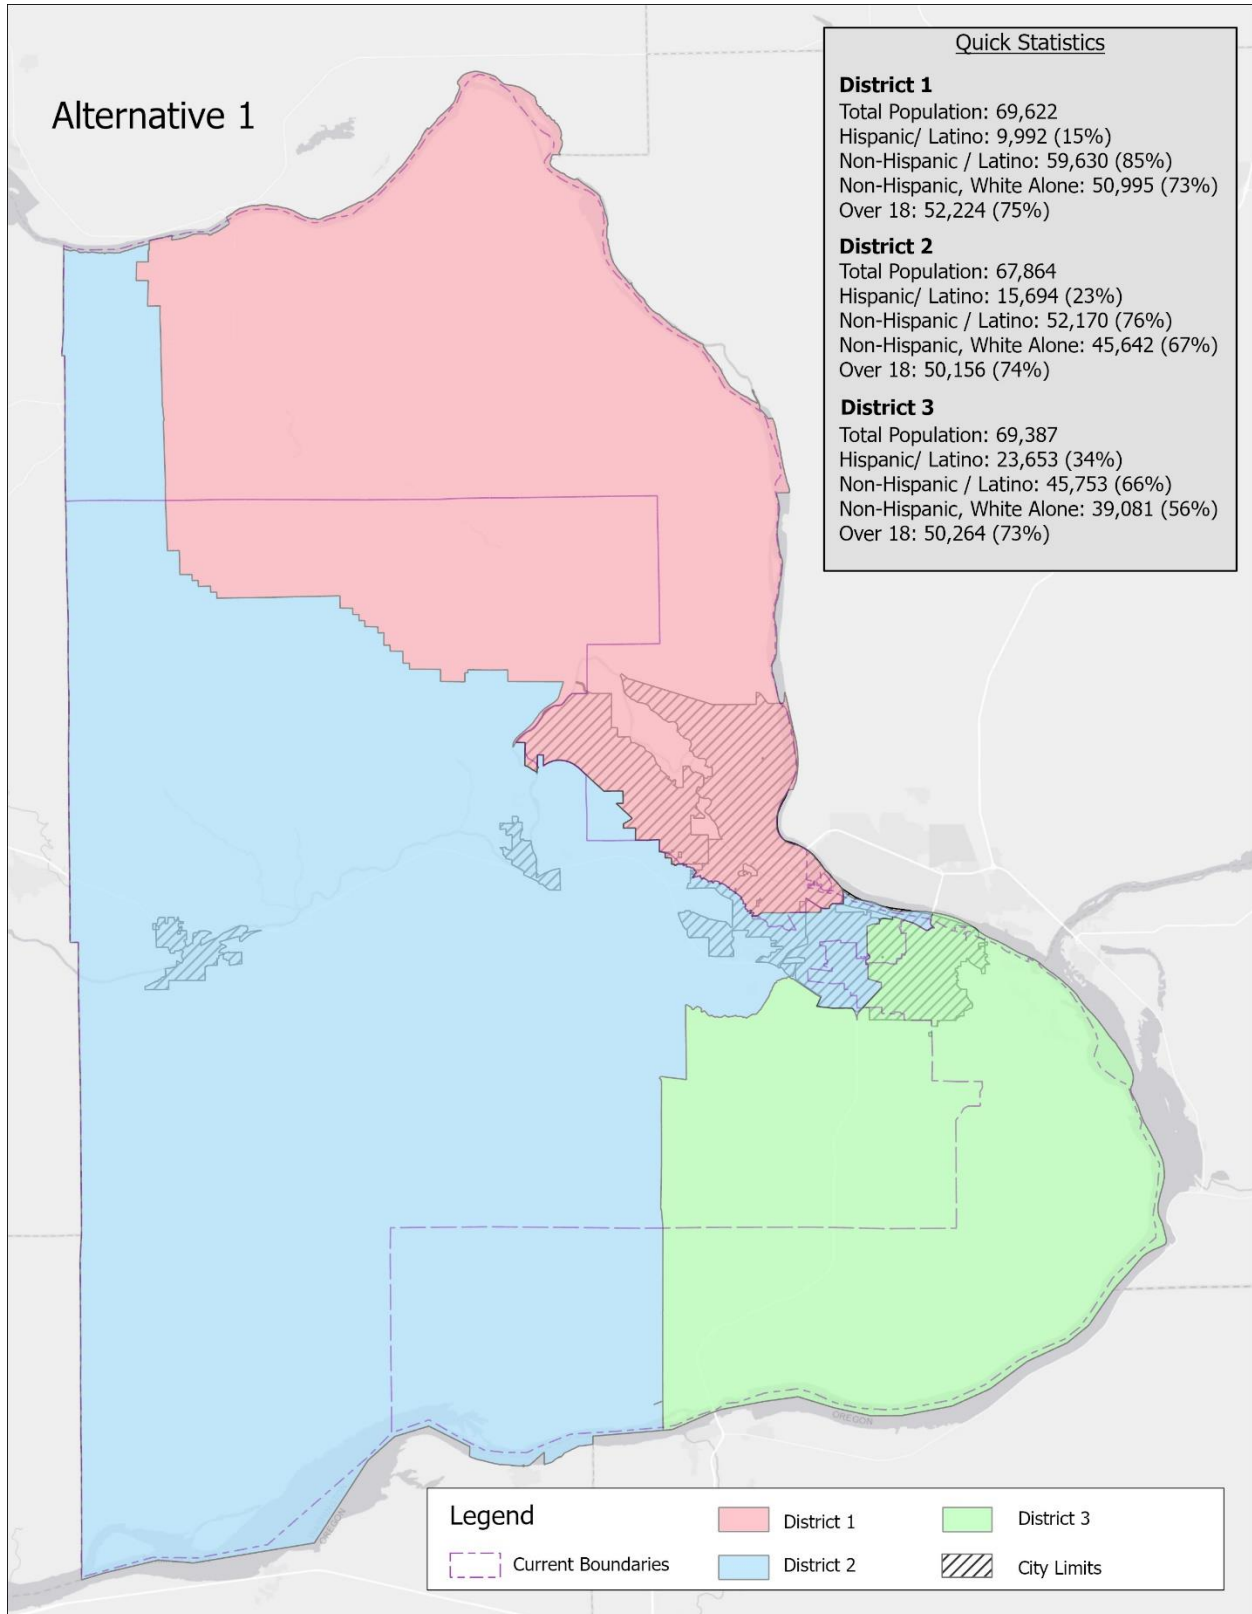 Alternative 1
Quick Statistics
District 1
Total Population: 69,622
Hispanic/ Latino: 9,992 (15%)
Non-Hispanic / Latino: 59,630 (85%)
Non-Hispanic, White Alone: 50,995 (73%)
Over 18: 52,224 (75%)
District 2
Total Population: 67,864
Hispanic/ Latino: 15,694 (23%)
Non-Hispanic / Latino: 52,170 (76%)
Non-Hispanic, White Alone: 45,642 (67%)
Over 18: 50,156 (74%)
District 3
Total Population: 69,387
Hispanic/ Latino: 23,653 (34%)
Non-Hispanic / Latino: 45,753 (66%)
Non-Hispanic, White Alone: 39,081 (56%)
Over 18: 50,264 (73%)
OREGON
OREGON
Legend
Current Boundaries
District 1
District 2
District 3
City Limits